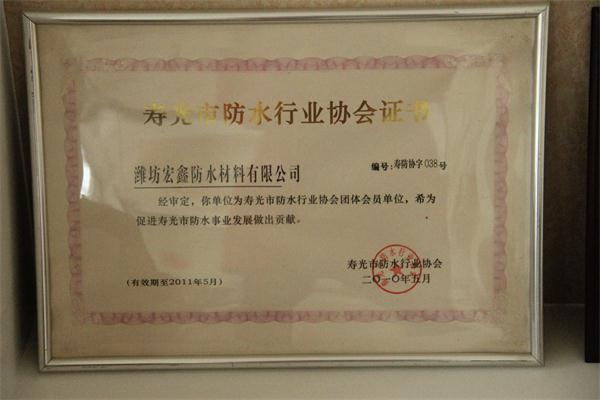 寿光市防水行业协会证书
潍坊宏鑫防水材料有限公司
编号:寿防协字038号
经审定，你单位为寿光市防水行业协会团体会员单位，希为
促进寿光市防水事业发展做出贡献。
寿光市防水行业协会
(有效期至2011年5月)
二〇一〇年五月